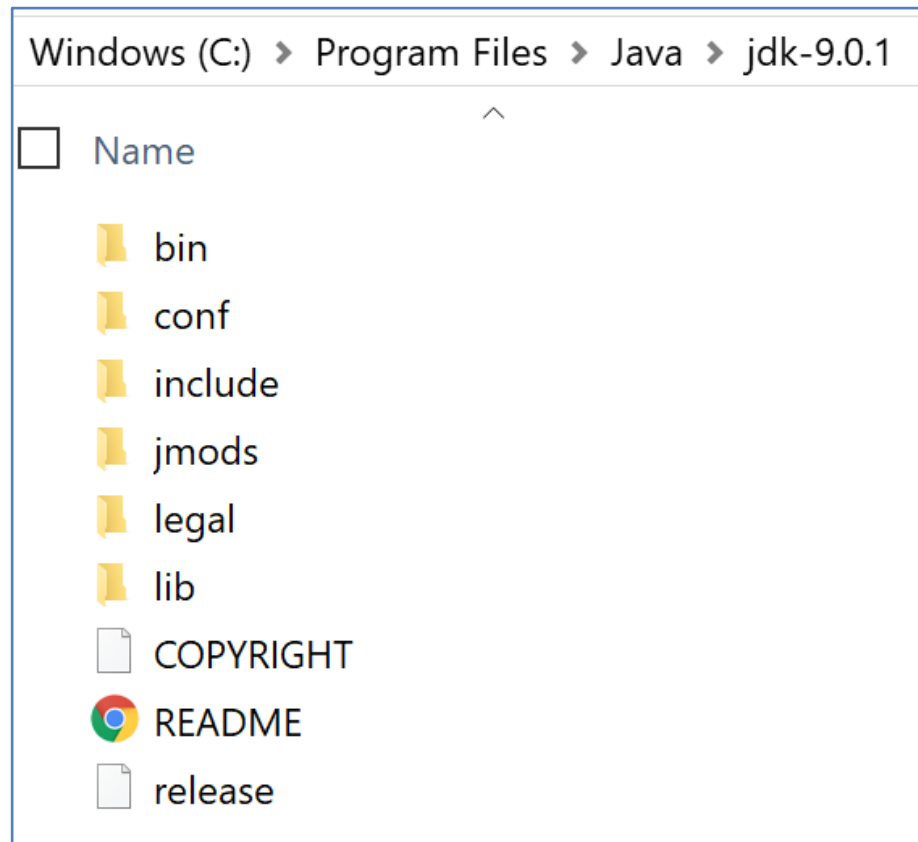 Windows (C:) > Program Files > Java > jdk-9.0.1
Name
bin
conf
include
jmods
legal
lib
COPYRIGHT
README
release